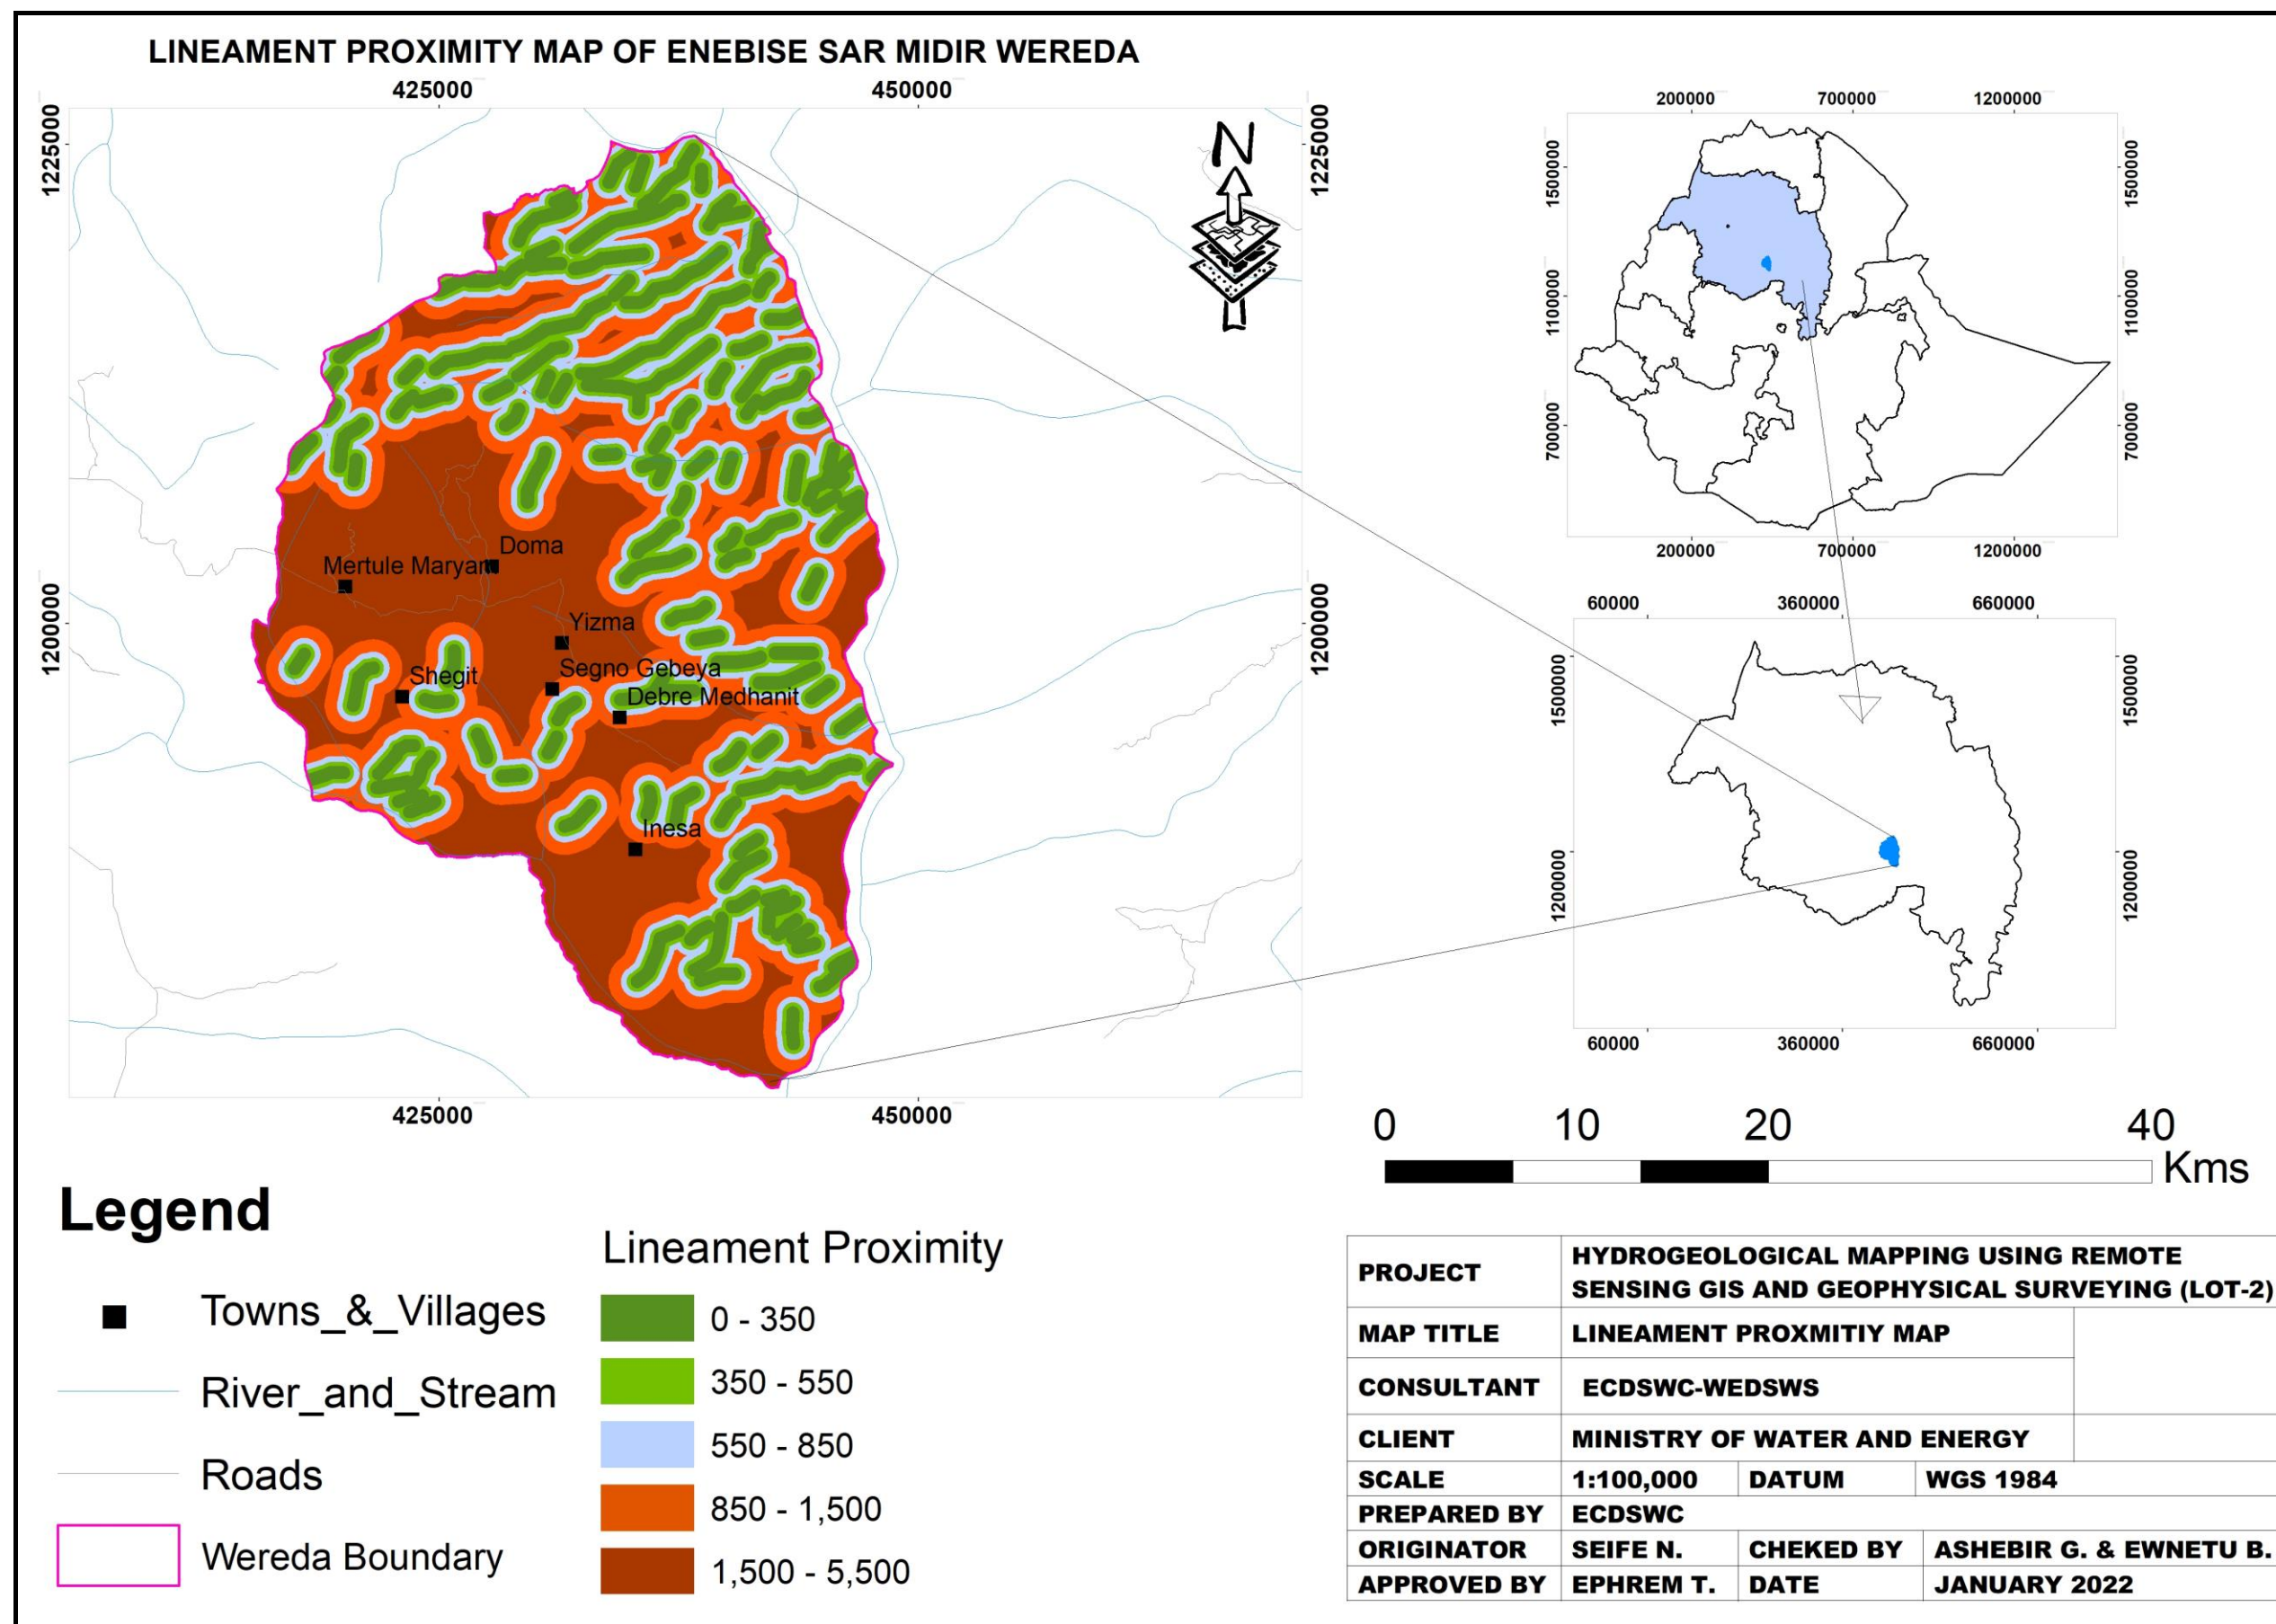 LINEAMENT PROXIMITY MAP OF ENEBISE SAR MIDIR WEREDA
425000 450000
1225000 1225000
1200000 1200000
N
Doma
Mertule Maryam
Yizma
Segno Gebeya
Shegit
Debre Medhanit
Inesa
425000 450000
200000 700000 1200000
1500000 1500000
1100000 1100000
700000 700000
200000 700000 1200000
60000 360000 660000
1500000 1500000
1200000 1200000
60000 360000 660000
0 10 20 40
Kms
Legend
Towns_&_Villages
River_and_Stream
Roads
Wereda Boundary
Lineament Proximity
0 - 350
350 - 550
550 - 850
850 - 1,500
1,500 - 5,500
PROJECT HYDROGEOLOGICAL MAPPING USING REMOTE
SENSING GIS AND GEOPHYSICAL SURVEYING (LOT-2)
MAP TITLE LINEAMENT PROXMITIY MAP
CONSULTANT ECDSWC-WEDSWS
CLIENT MINISTRY OF WATER AND ENERGY
SCALE 1:100,000 DATUM WGS 1984
PREPARED BY ECDSWC
ORIGINATOR SEIFE N. CHEKED BY ASHEBIR G. & EWNETU B.
APPROVED BY EPHREM T. DATE JANUARY 2022